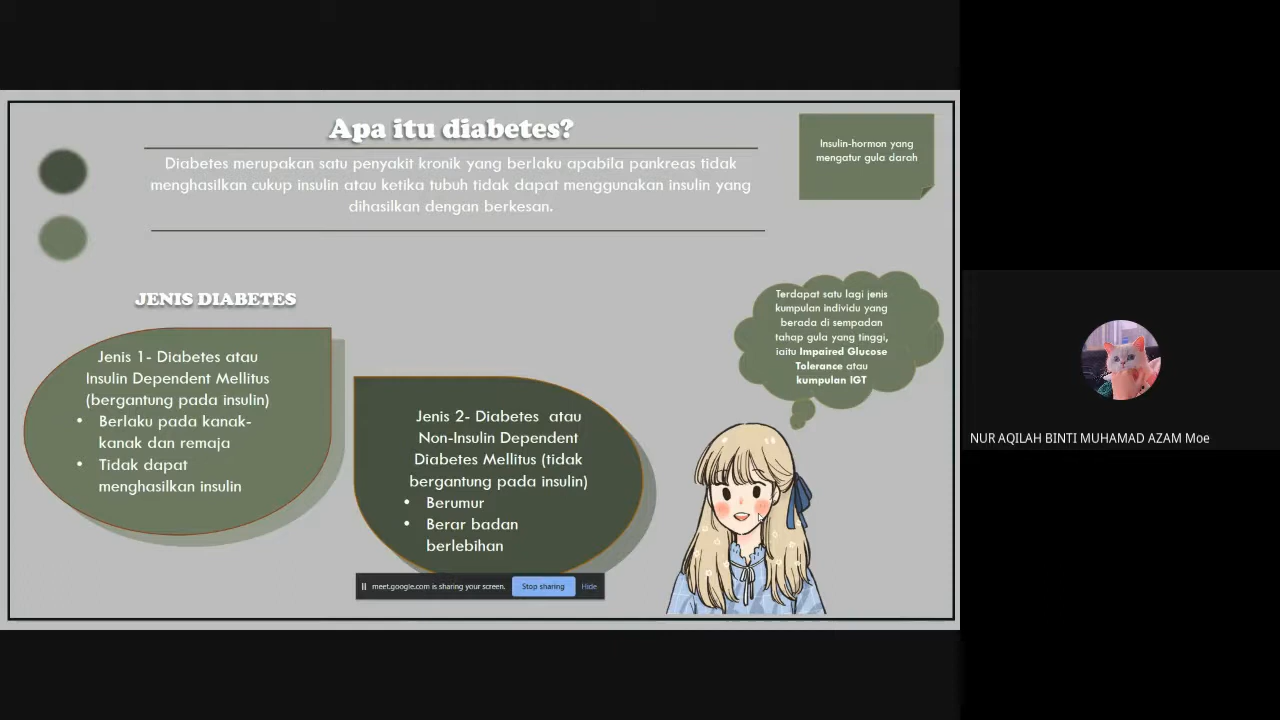 Apa itu diabetes?
Diabetes merupakan satu penyakit kronik yang berlaku apabila pankreas tidak
menghasilkan cukup insulin atau ketika tubuh tidak dapat menggunakan insulin yang
dihasilkan dengan berkesan.
Insulin-hormon yang
mengatur gula darah
JENIS DIABETES
Jenis 1- Diabetes atau
Insulin Dependent Mellitus
(bergantung pada insulin)
• Berlaku pada kanak-
kanak dan remaja
• Tidak dapat
menghasilkan insulin
Jenis 2- Diabetes atau
Non-Insulin Dependent
Diabetes Mellitus (tidak
bergantung pada insulin)
• Berumur
• Berar badan
berlebihan
Terdapat satu lagi jenis
kumpulan individu yang
berada di sempadan
tahap gula yang tinggi,
iaitu Impaired Glucose
Tolerance atau
kumpulan IGT
meet.google.com is sharing your screen. Stop sharing Hide
NUR AQILAH BINTI MUHAMAD AZAM Moe